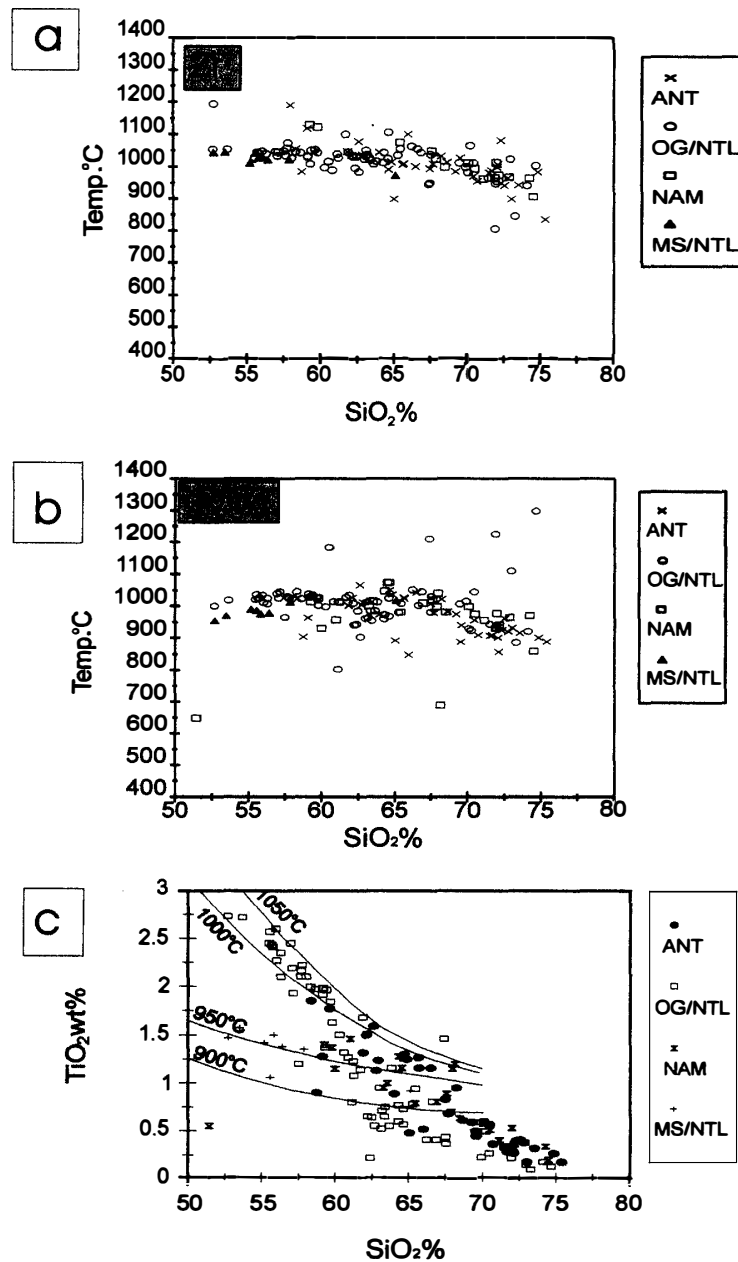 a
1400
1300
1200
1100
1000
900
800
700
600
500
400
50 55 60 65 70 75 80
Temp.°C
SiO₂%
ANT
OG/NTL
NAM
MS/NTL
b
1400
1300
1200
1100
1000
900
800
700
600
500
400
50 55 60 65 70 75 80
Temp.°C
SiO₂%
ANT
OG/NTL
NAM
MS/NTL
c
3
2.5
2
1.5
1
0.5
0
50 55 60 65 70 75 80
TiO₂wt%
SiO₂%
1050°C
1000°C
950°C
900°C
ANT
OG/NTL
NAM
MS/NTL